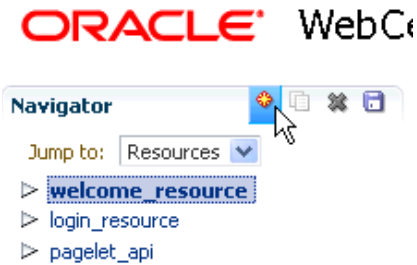 ORACLE WebCe
Navigator
Jump to: Resources
welcome_resource
login_resource
pagelet_api